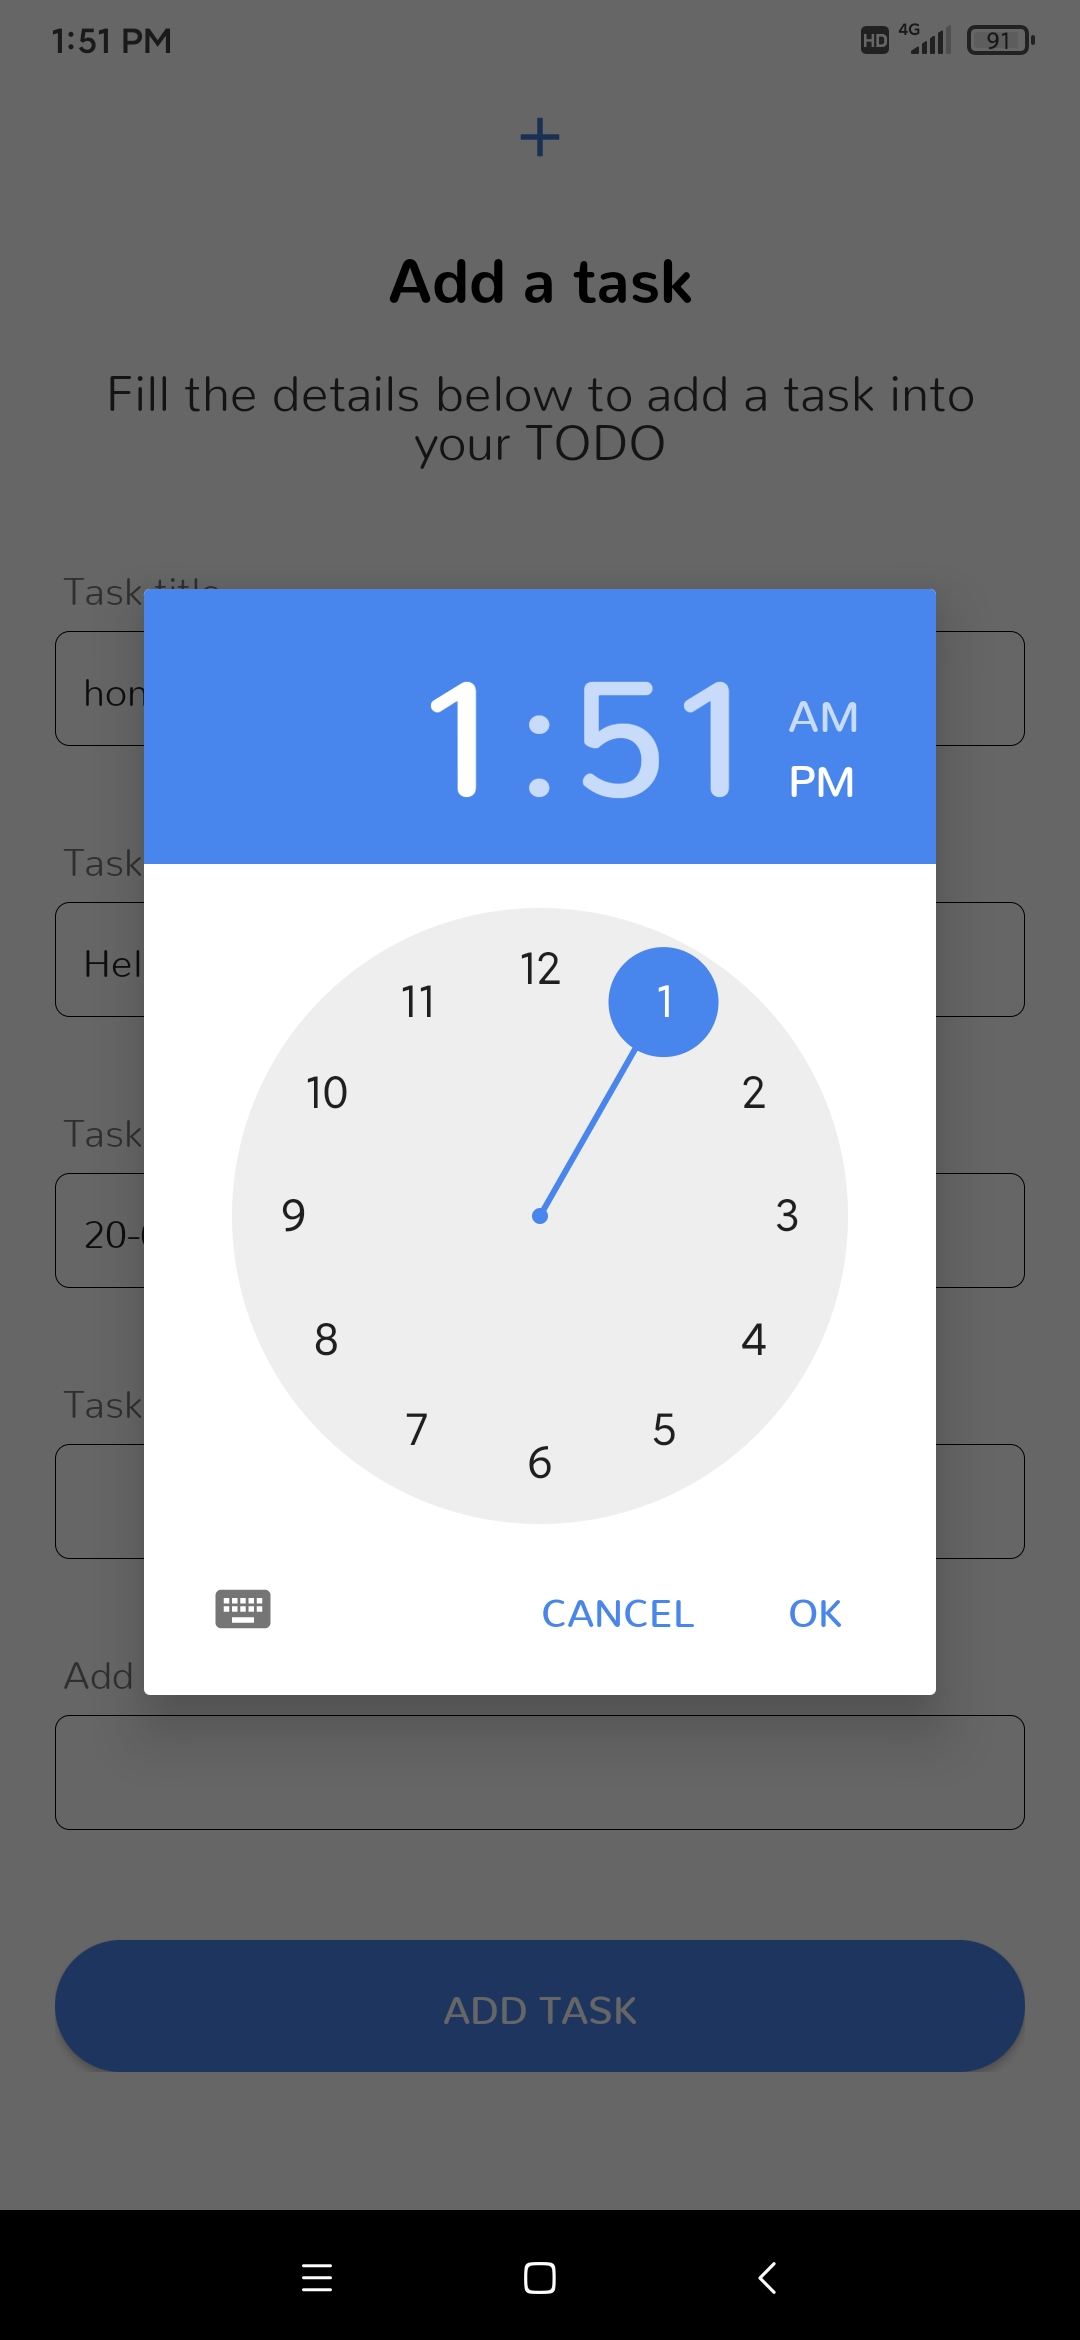 1:51 PM
HD 4G 91
+
Add a task
Fill the details below to add a task into
your TODO
Task title
1:51
AM
PM
Task
Hel
12
11
1
10
2
Task
9
3
20-
8
4
Task
7
5
6
CANCEL OK
Add
ADD TASK